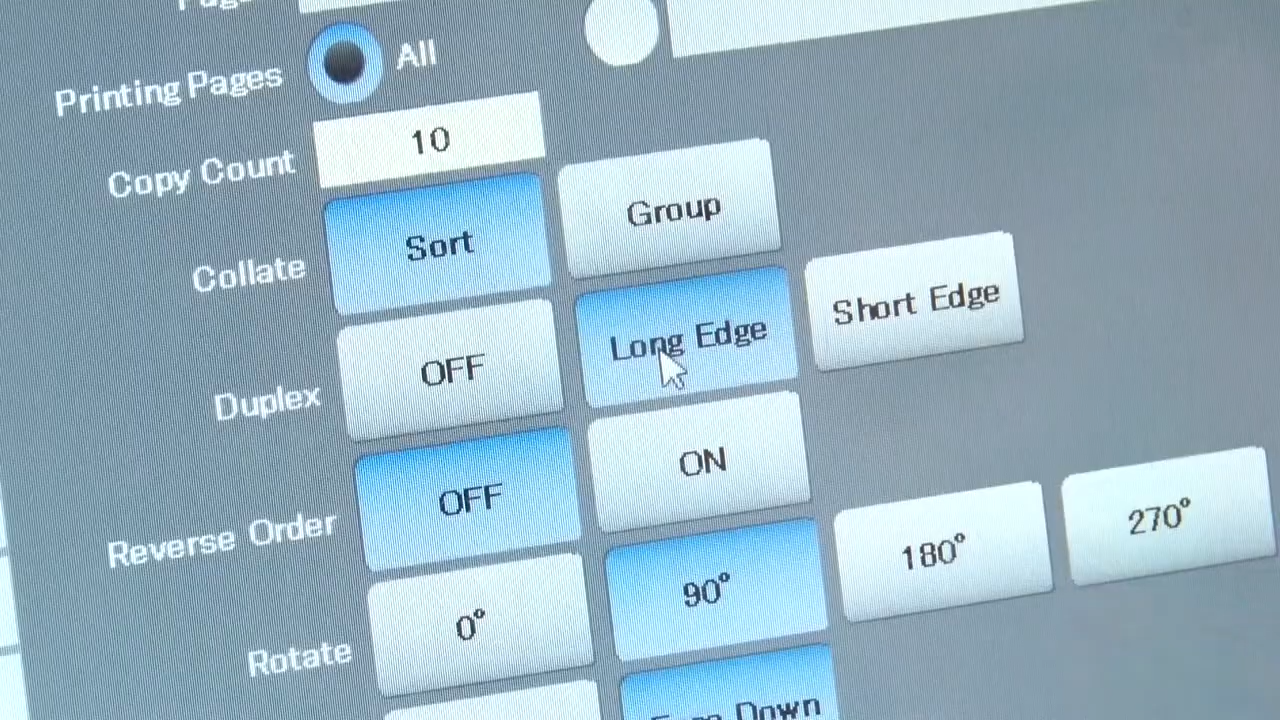 Printing Pages All
Copy Count 10
Collate Sort Group
Duplex OFF Long Edge Short Edge
Reverse Order OFF ON
Rotate 0° 90° 180° 270°
Down